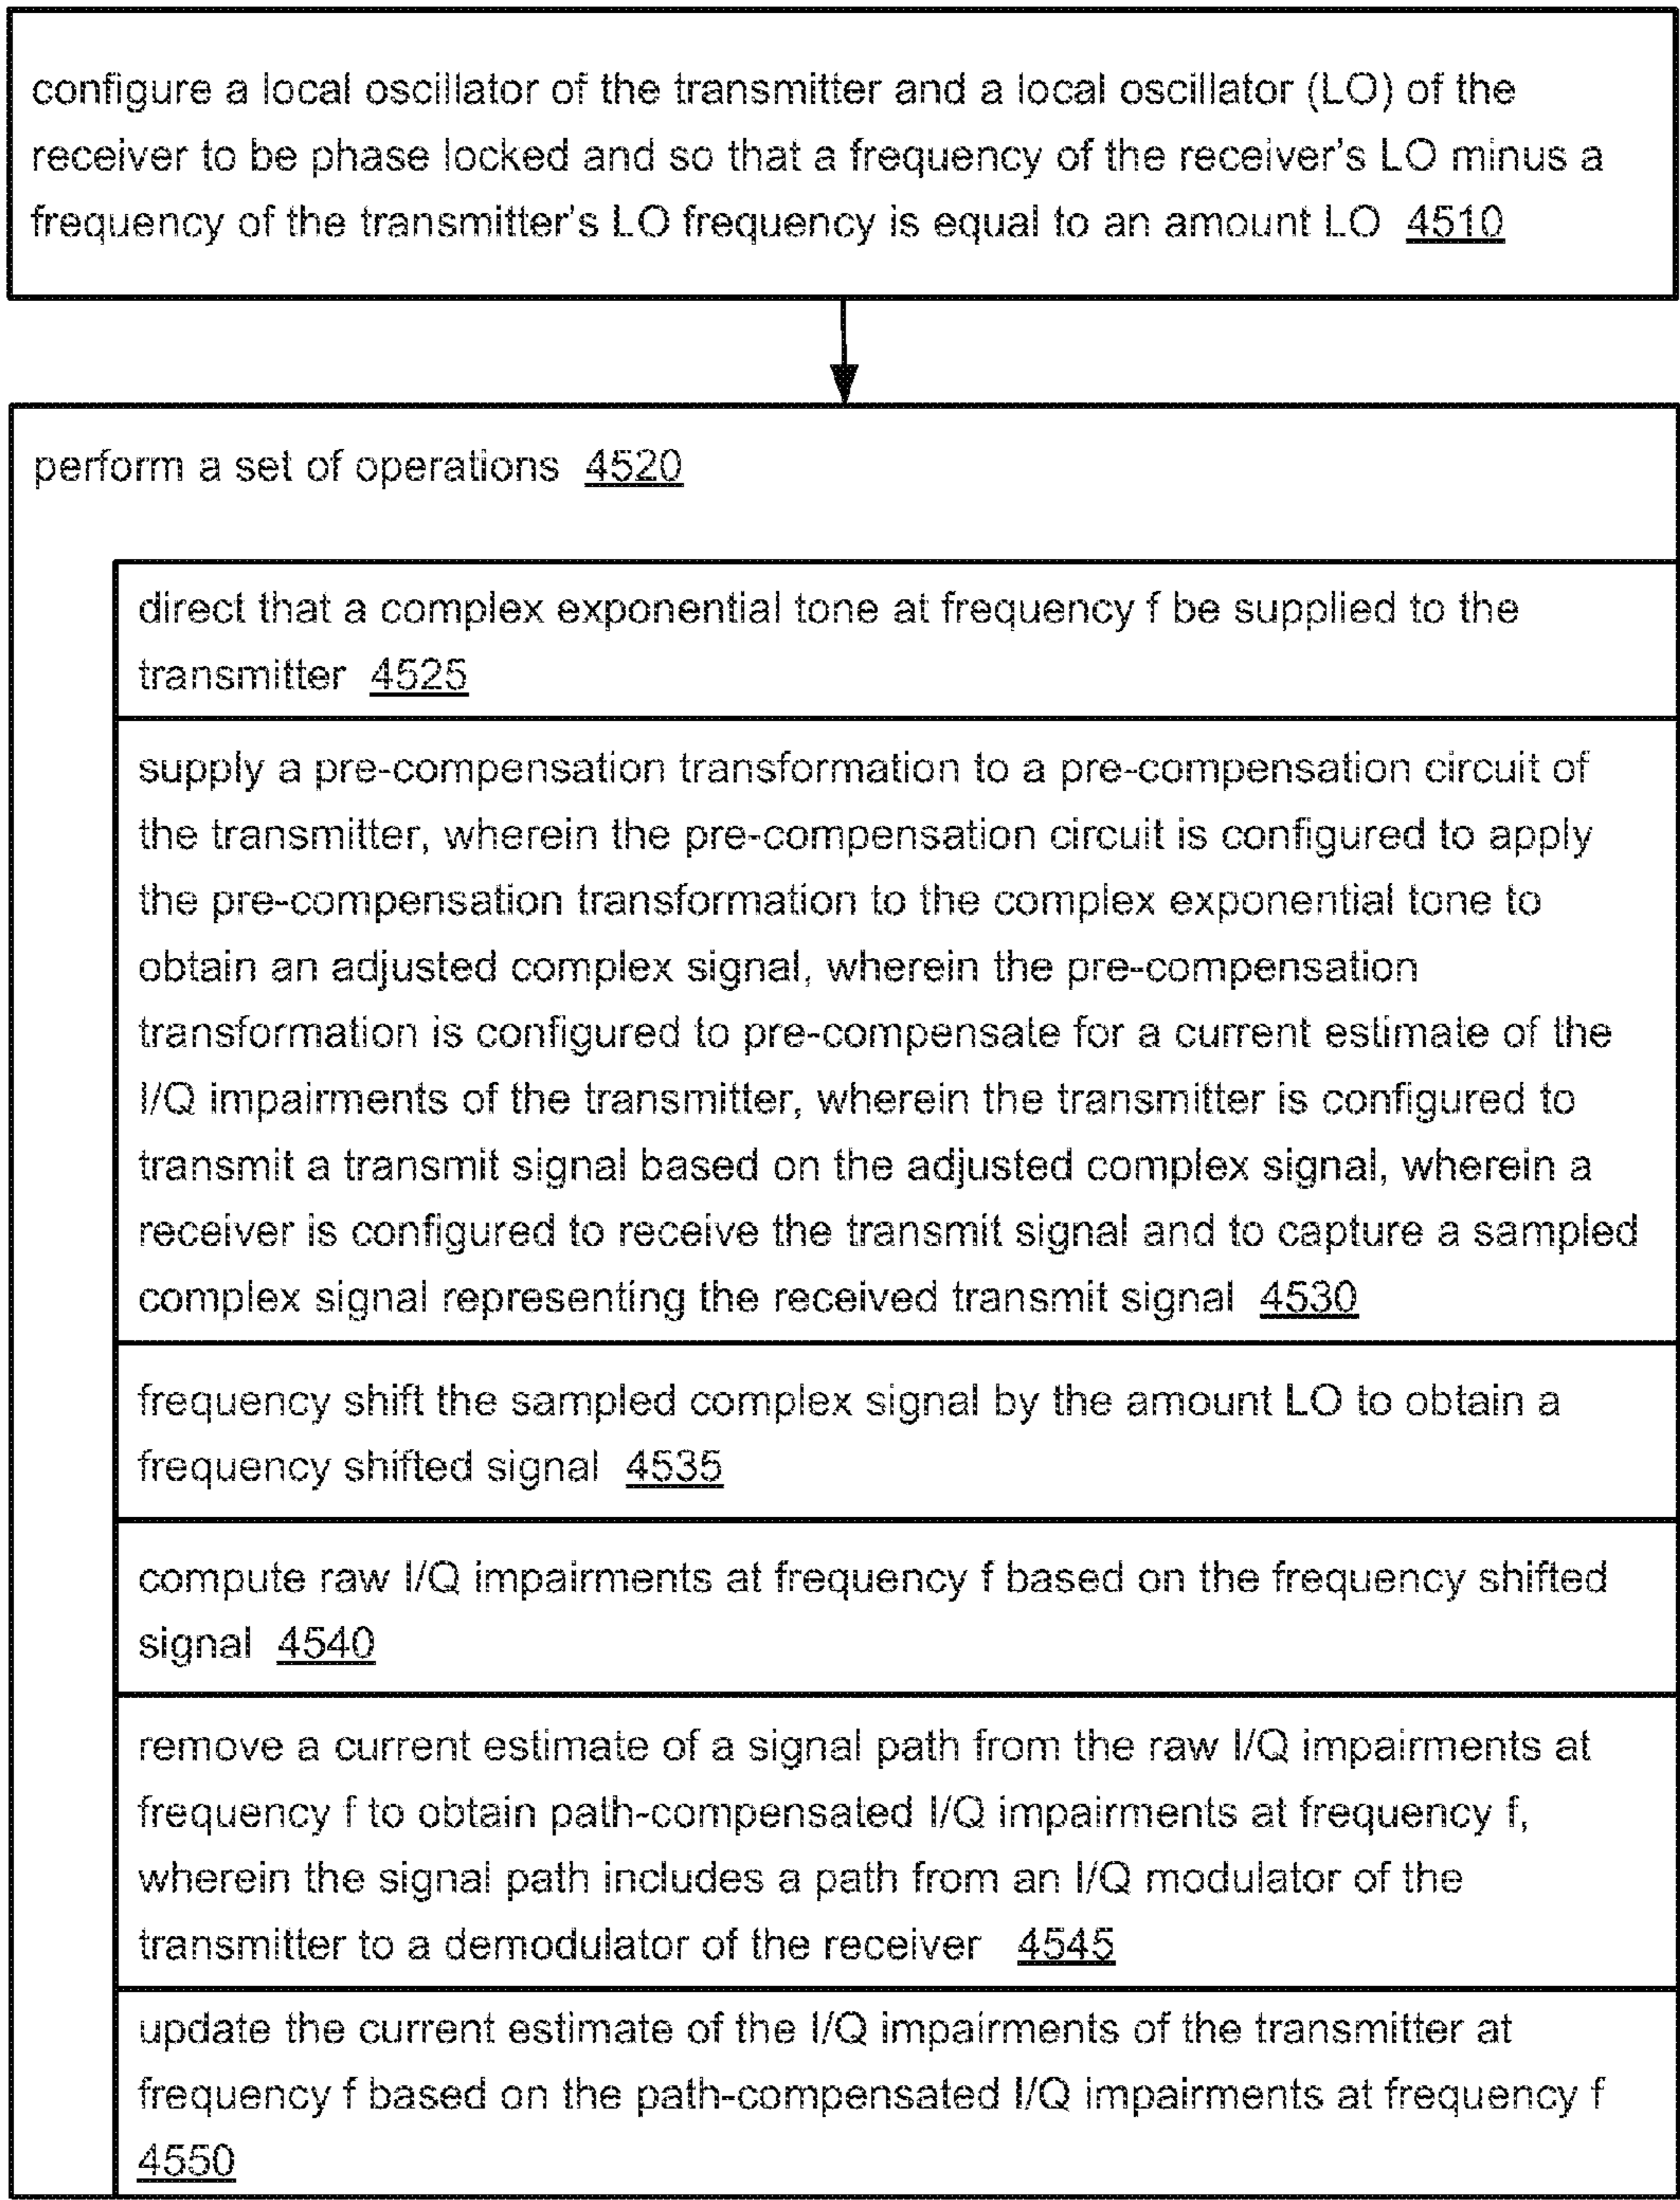 configure a local oscillator of the transmitter and a local oscillator (LO) of the
receiver to be phase locked and so that a frequency of the receiver's LO minus a
frequency of the transmitter's LO frequency is equal to an amount LO 4510
perform a set of operations 4520
direct that a complex exponential tone at frequency f be supplied to the
transmitter 4525
supply a pre-compensation transformation to a pre-compensation circuit of
the transmitter, wherein the pre-compensation circuit is configured to apply
the pre-compensation transformation to the complex exponential tone to
obtain an adjusted complex signal, wherein the pre-compensation
transformation is configured to pre-compensate for a current estimate of the
I/Q impairments of the transmitter, wherein the transmitter is configured to
transmit a transmit signal based on the adjusted complex signal, wherein a
receiver is configured to receive the transmit signal and to capture a sampled
complex signal representing the received transmit signal 4530
frequency shift the sampled complex signal by the amount LO to obtain a
frequency shifted signal 4535
compute raw I/Q impairments at frequency f based on the frequency shifted
signal 4540
remove a current estimate of a signal path from the raw I/Q impairments at
frequency f to obtain path-compensated I/Q impairments at frequency f,
wherein the signal path includes a path from an I/Q modulator of the
transmitter to a demodulator of the receiver 4545
update the current estimate of the I/Q impairments of the transmitter at
frequency f based on the path-compensated I/Q impairments at frequency f
4550